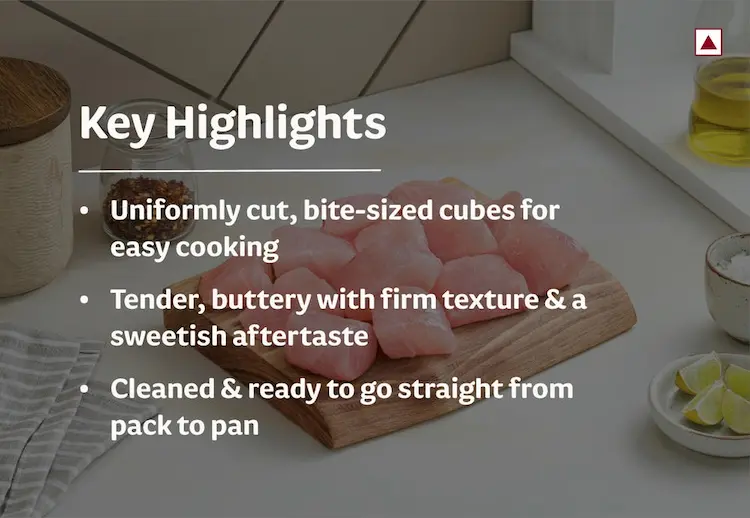 Key Highlights
• Uniformly cut, bite-sized cubes for
easy cooking
• Tender, buttery with firm texture & a
sweetish aftertaste
• Cleaned & ready to go straight from
pack to pan